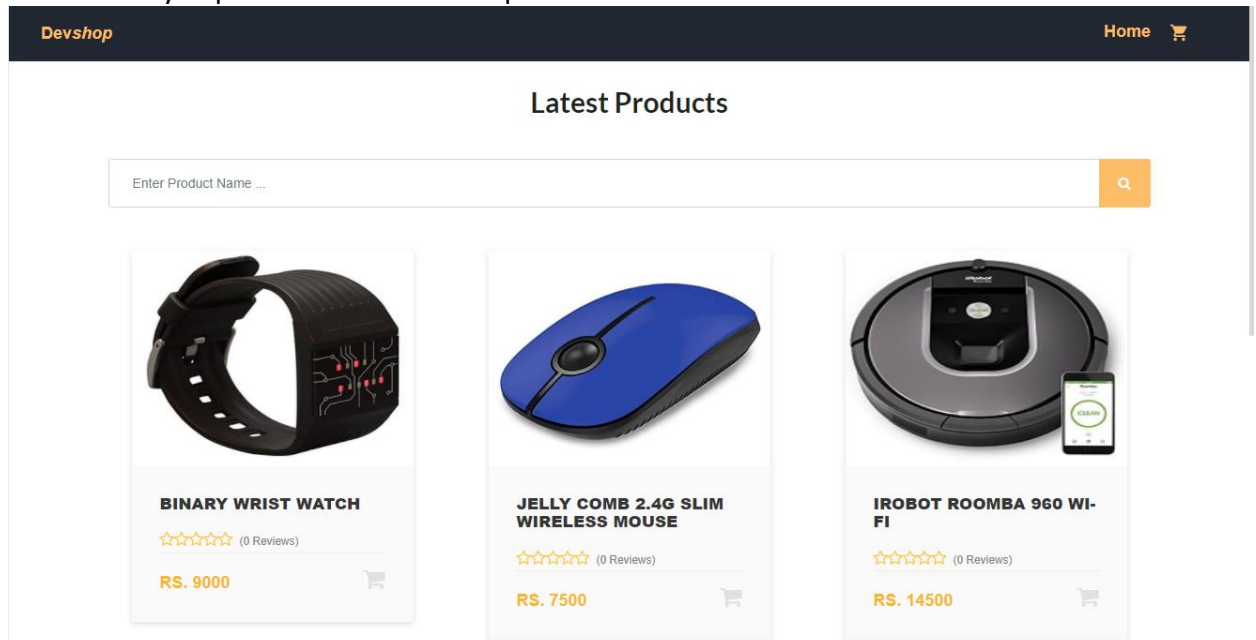 Devshop
Home
Latest Products
Enter Product Name ...
BINARY WRIST WATCH
(0 Reviews)
RS. 9000
JELLY COMB 2.4G SLIM
WIRELESS MOUSE
(0 Reviews)
RS. 7500
IROBOT ROOMBA 960 WI-
FI
(0 Reviews)
RS. 14500
CLEAN